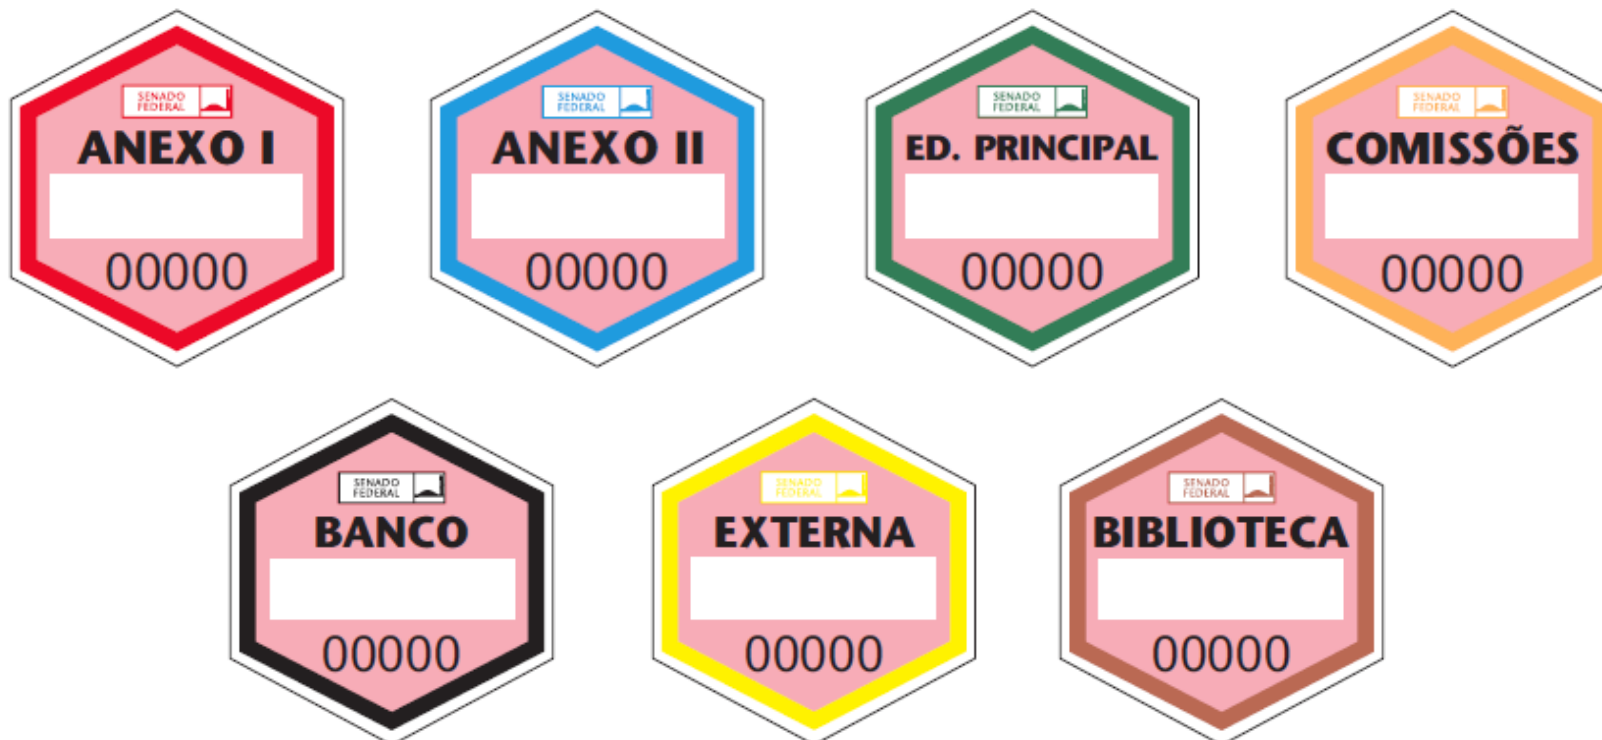 SENADO
FEDERAL
ANEXO I
00000
SENADO
FEDERAL
ANEXO II
00000
SENADO
FEDERAL
ED. PRINCIPAL
00000
SENADO
FEDERAL
COMISSÕES
00000
SENADO
FEDERAL
BANCO
00000
SENADO
FEDERAL
EXTERNA
00000
SENADO
FEDERAL
BIBLIOTECA
00000